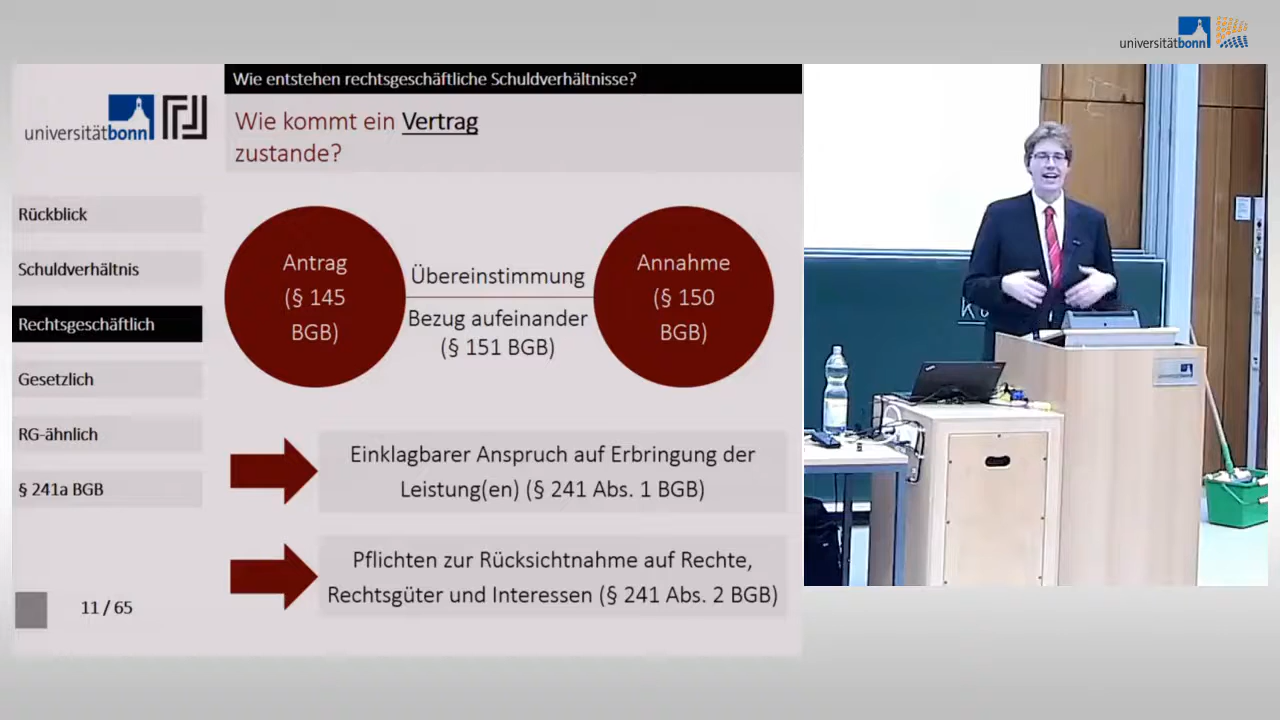 universitätbonn
Wie entstehen rechtsgeschäftliche Schuldverhältnisse?
universitätbonn
Wie kommt ein Vertrag
zustande?
Rückblick
Schuldverhältnis
Rechtsgeschäftlich
Gesetzlich
RG-ähnlich
§ 241a BGB
Antrag
(§ 145
BGB)
Übereinstimmung
Bezug aufeinander
(§ 151 BGB)
Annahme
(§ 150
BGB)
Einklagbarer Anspruch auf Erbringung der
Leistung(en) (§ 241 Abs. 1 BGB)
Pflichten zur Rücksichtnahme auf Rechte,
Rechtsgüter und Interessen (§ 241 Abs. 2 BGB)
11 / 65